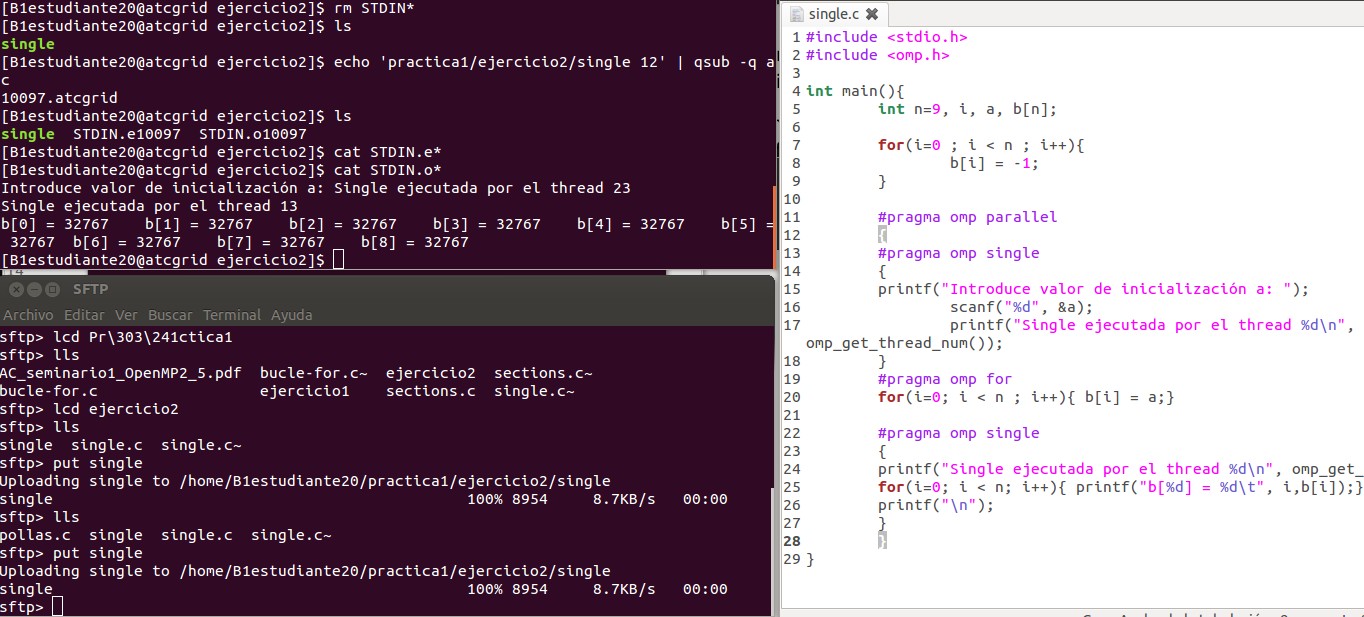 [B1estudiante20@atcgrid ejercicio2]$ rm STDIN*
[B1estudiante20@atcgrid ejercicio2]$ ls
single
[B1estudiante20@atcgrid ejercicio2]$ echo 'practica1/ejercicio2/single 12' | qsub -q a
c
10097.atcgrid
[B1estudiante20@atcgrid ejercicio2]$ ls
single  STDIN.e10097  STDIN.o10097
[B1estudiante20@atcgrid ejercicio2]$ cat STDIN.e*
[B1estudiante20@atcgrid ejercicio2]$ cat STDIN.o*
Introduce valor de inicialización a: Single ejecutada por el thread 23
Single ejecutada por el thread 13
b[0] = 32767    b[1] = 32767    b[2] = 32767    b[3] = 32767    b[4] = 32767    b[5] =
 32767  b[6] = 32767    b[7] = 32767    b[8] = 32767
[B1estudiante20@atcgrid ejercicio2]$
SFTP
Archivo Editar Ver Buscar Terminal Ayuda
sftp> lcd Pr\303\241ctica1
sftp> lls
AC_seminario1_OpenMP2_5.pdf  bucle-for.c~  ejercicio2  sections.c~
bucle-for.c                  ejercicio1    sections.c  single.c~
sftp> lcd ejercicio2
sftp> lls
single  single.c  single.c~
sftp> put single
Uploading single to /home/B1estudiante20/practica1/ejercicio2/single
single                                              100% 8954     8.7KB/s   00:00
sftp> lls
pollas.c  single  single.c  single.c~
sftp> put single
Uploading single to /home/B1estudiante20/practica1/ejercicio2/single
single                                              100% 8954     8.7KB/s   00:00
sftp>
single.c
1 #include <stdio.h>
2 #include <omp.h>
3
4 int main(){
5         int n=9, i, a, b[n];
6
7         for(i=0 ; i < n ; i++){
8                 b[i] = -1;
9         }
10
11         #pragma omp parallel
12         {
13         #pragma omp single
14         {
15         printf("Introduce valor de inicialización a: ");
16                 scanf("%d", &a);
17                 printf("Single ejecutada por el thread %d\n",
omp_get_thread_num());
18         }
19         #pragma omp for
20         for(i=0; i < n ; i++){ b[i] = a;}
21
22         #pragma omp single
23         {
24         printf("Single ejecutada por el thread %d\n", omp_get_
25         for(i=0; i < n; i++){ printf("b[%d] = %d\t", i,b[i]);}
26         printf("\n");
27         }
28         }
29 }